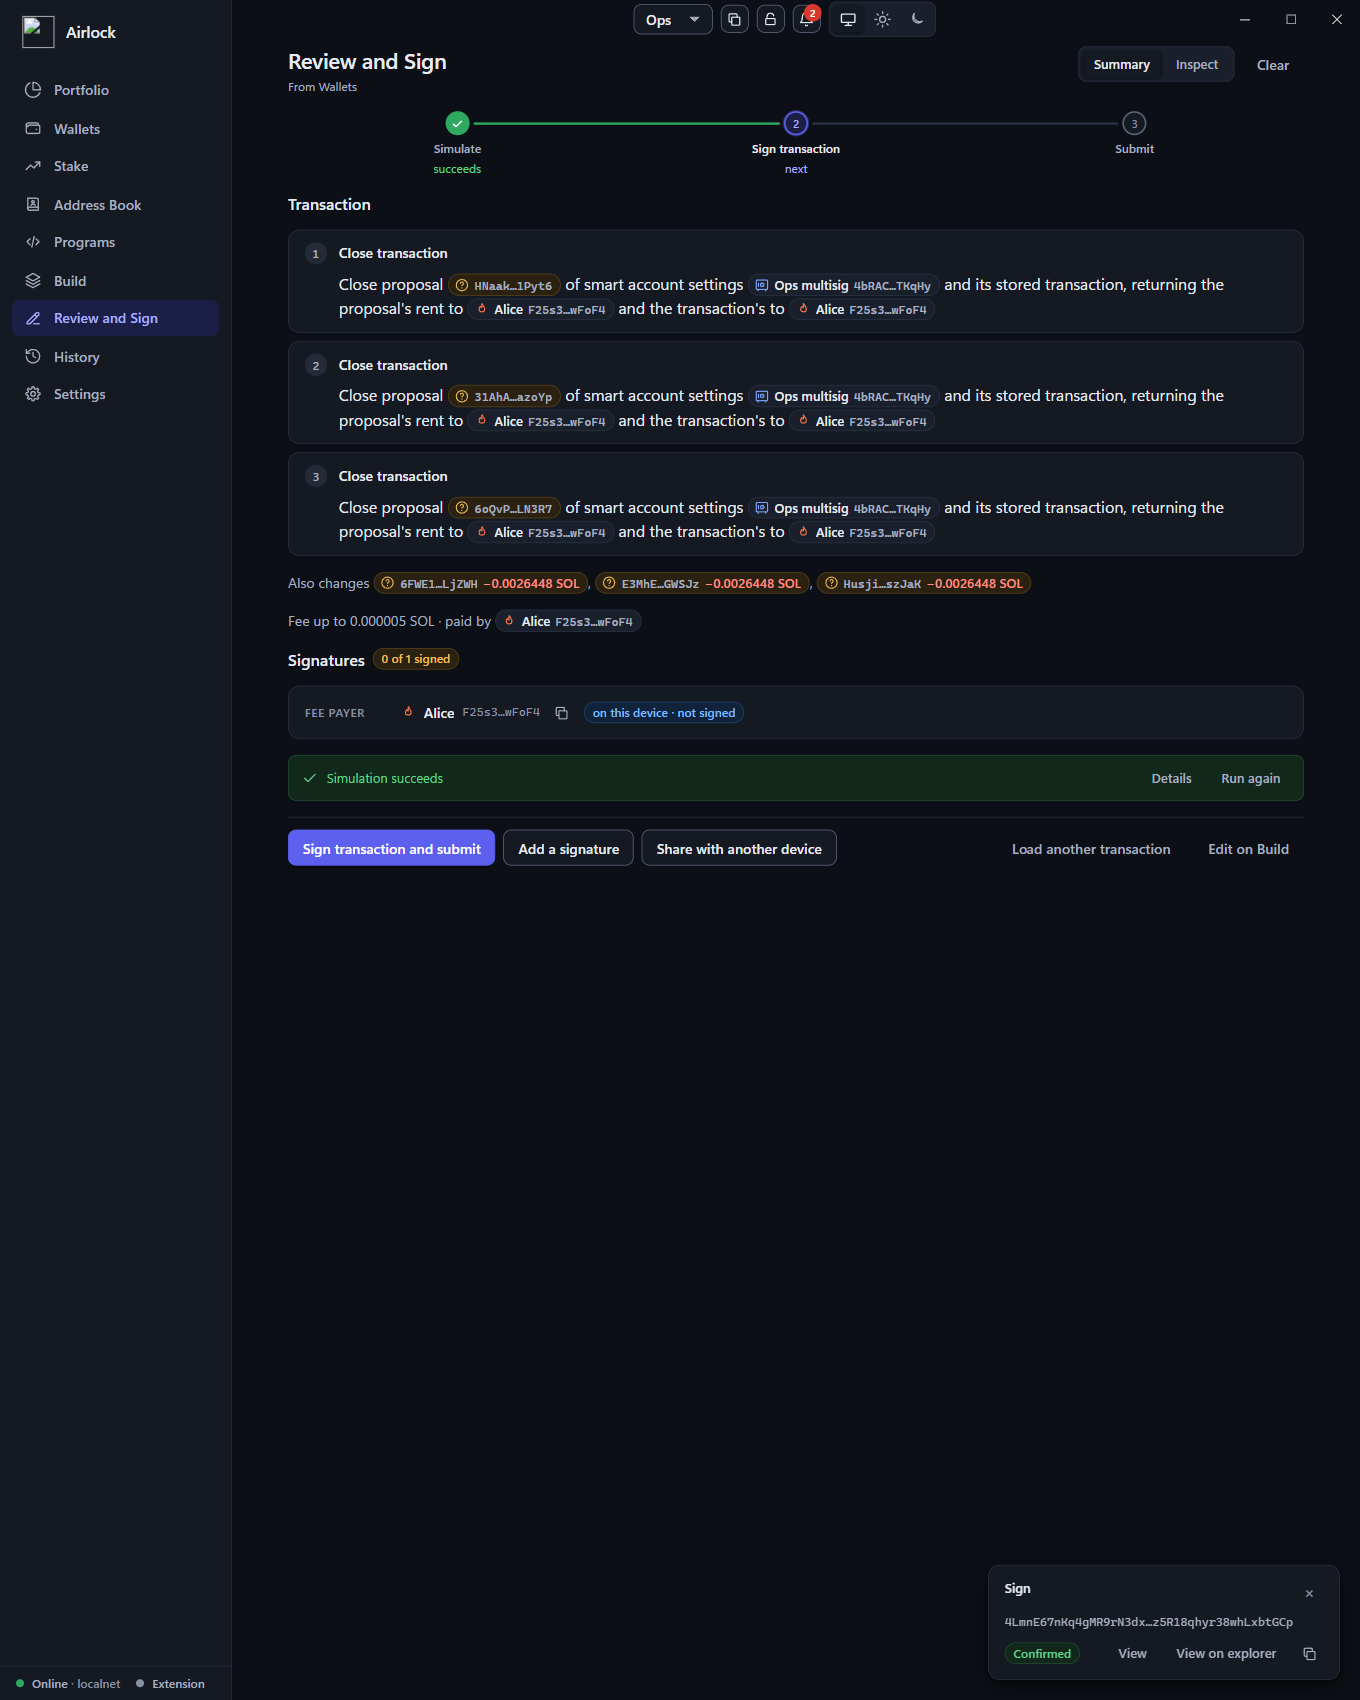 Airlock
Ops
2
Portfolio
Wallets
Stake
Address Book
Programs
Build
Review and Sign
History
Settings
Review and Sign
From Wallets
Summary
Inspect
Clear
2
3
Simulate
Sign transaction
Submit
succeeds
next
Transaction
1 Close transaction
Close proposal HNaak…1Pyt6 of smart account settings Ops multisig 4bRAC…TKqHy and its stored transaction, returning the
proposal's rent to Alice F25s3…wFoF4 and the transaction's to Alice F25s3…wFoF4
2 Close transaction
Close proposal 31AhA…azoYp of smart account settings Ops multisig 4bRAC…TKqHy and its stored transaction, returning the
proposal's rent to Alice F25s3…wFoF4 and the transaction's to Alice F25s3…wFoF4
3 Close transaction
Close proposal 6oQvP…LN3R7 of smart account settings Ops multisig 4bRAC…TKqHy and its stored transaction, returning the
proposal's rent to Alice F25s3…wFoF4 and the transaction's to Alice F25s3…wFoF4
Also changes 6FWE1…LjZWH −0.0026448 SOL, E3MhE…GWSJz −0.0026448 SOL, Husji…szJaK −0.0026448 SOL
Fee up to 0.000005 SOL · paid by Alice F25s3…wFoF4
Signatures 0 of 1 signed
FEE PAYER Alice F25s3…wFoF4 on this device · not signed
Simulation succeeds Details Run again
Sign transaction and submit Add a signature Share with another device Load another transaction Edit on Build
Sign
4LmnE67nKq4gMR9rN3dx…z5R18qhyr38whLxbtGCp
Confirmed View View on explorer
Online · localnet Extension